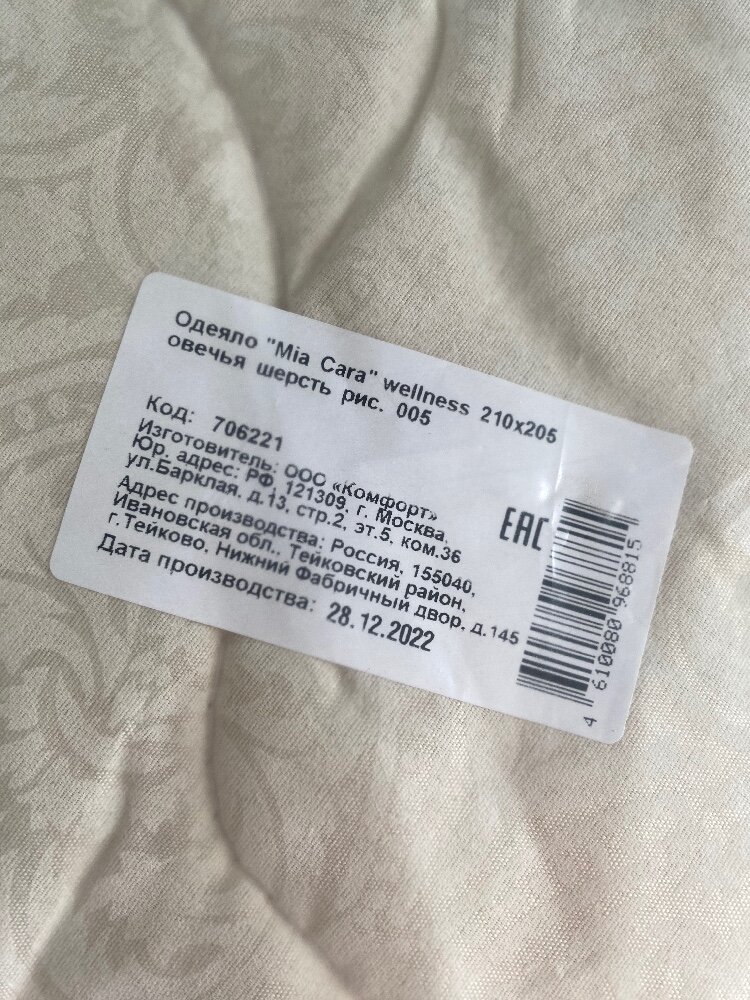 Одеяло "Mia Cara" wellness 210x205
овечья шерсть рис. 005
Код: 706221
Изготовитель: ООО «Комфорт»
Юр. адрес: РФ, 121309, г. Москва,
ул.Барклая, д.13, стр.2, эт.5, ком.36
Адрес производства: Россия, 155040,
Ивановская обл., Тейковский район,
г.Тейково, Нижний Фабричный двор, д.145
Дата производства: 28.12.2022
EAC
4 610080 968815